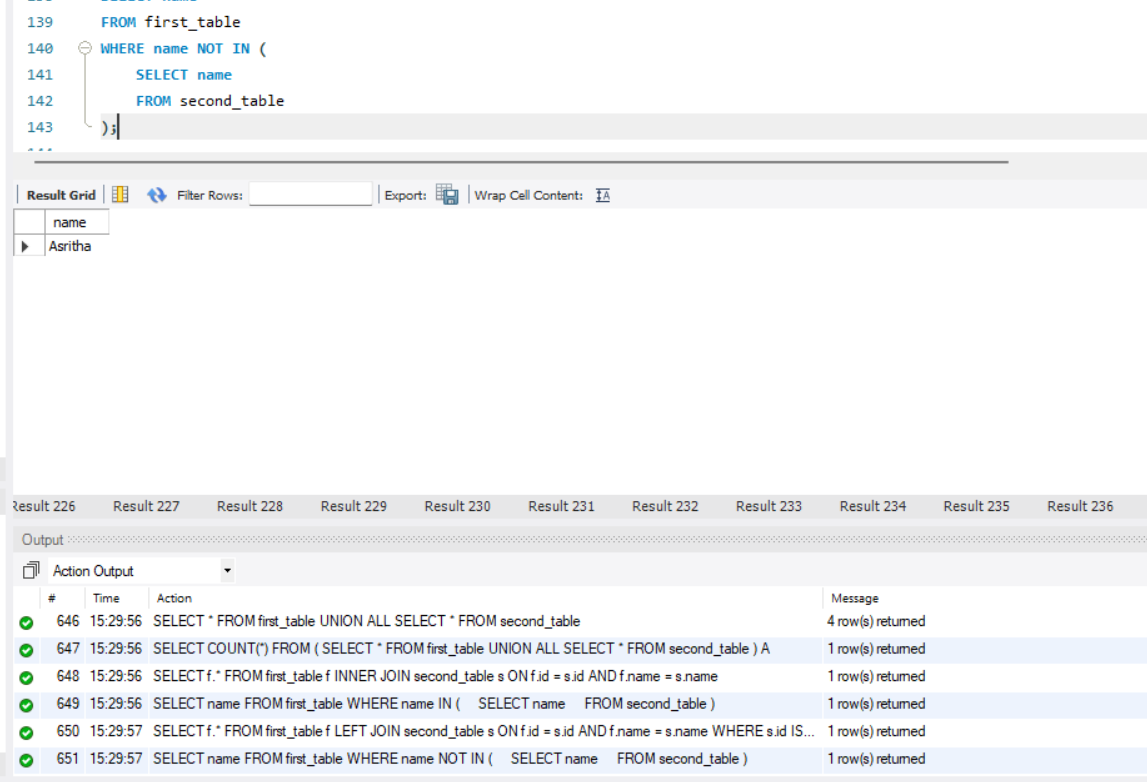 139 FROM first_table
140 WHERE name NOT IN (
141 SELECT name
142 FROM second_table
143 );
Result Grid Filter Rows: Export: Wrap Cell Content:
name
Asritha
Result 226 Result 227 Result 228 Result 229 Result 230 Result 231 Result 232 Result 233 Result 234 Result 235 Result 236
Output
Action Output
# Time Action Message
646 15:29:56 SELECT * FROM first_table UNION ALL SELECT * FROM second_table 4 row(s) returned
647 15:29:56 SELECT COUNT(*) FROM ( SELECT * FROM first_table UNION ALL SELECT * FROM second_table ) A 1 row(s) returned
648 15:29:56 SELECT f.* FROM first_table f INNER JOIN second_table s ON f.id = s.id AND f.name = s.name 1 row(s) returned
649 15:29:56 SELECT name FROM first_table WHERE name IN ( SELECT name FROM second_table ) 1 row(s) returned
650 15:29:57 SELECT f.* FROM first_table f LEFT JOIN second_table s ON f.id = s.id AND f.name = s.name WHERE s.id IS... 1 row(s) returned
651 15:29:57 SELECT name FROM first_table WHERE name NOT IN ( SELECT name FROM second_table ) 1 row(s) returned